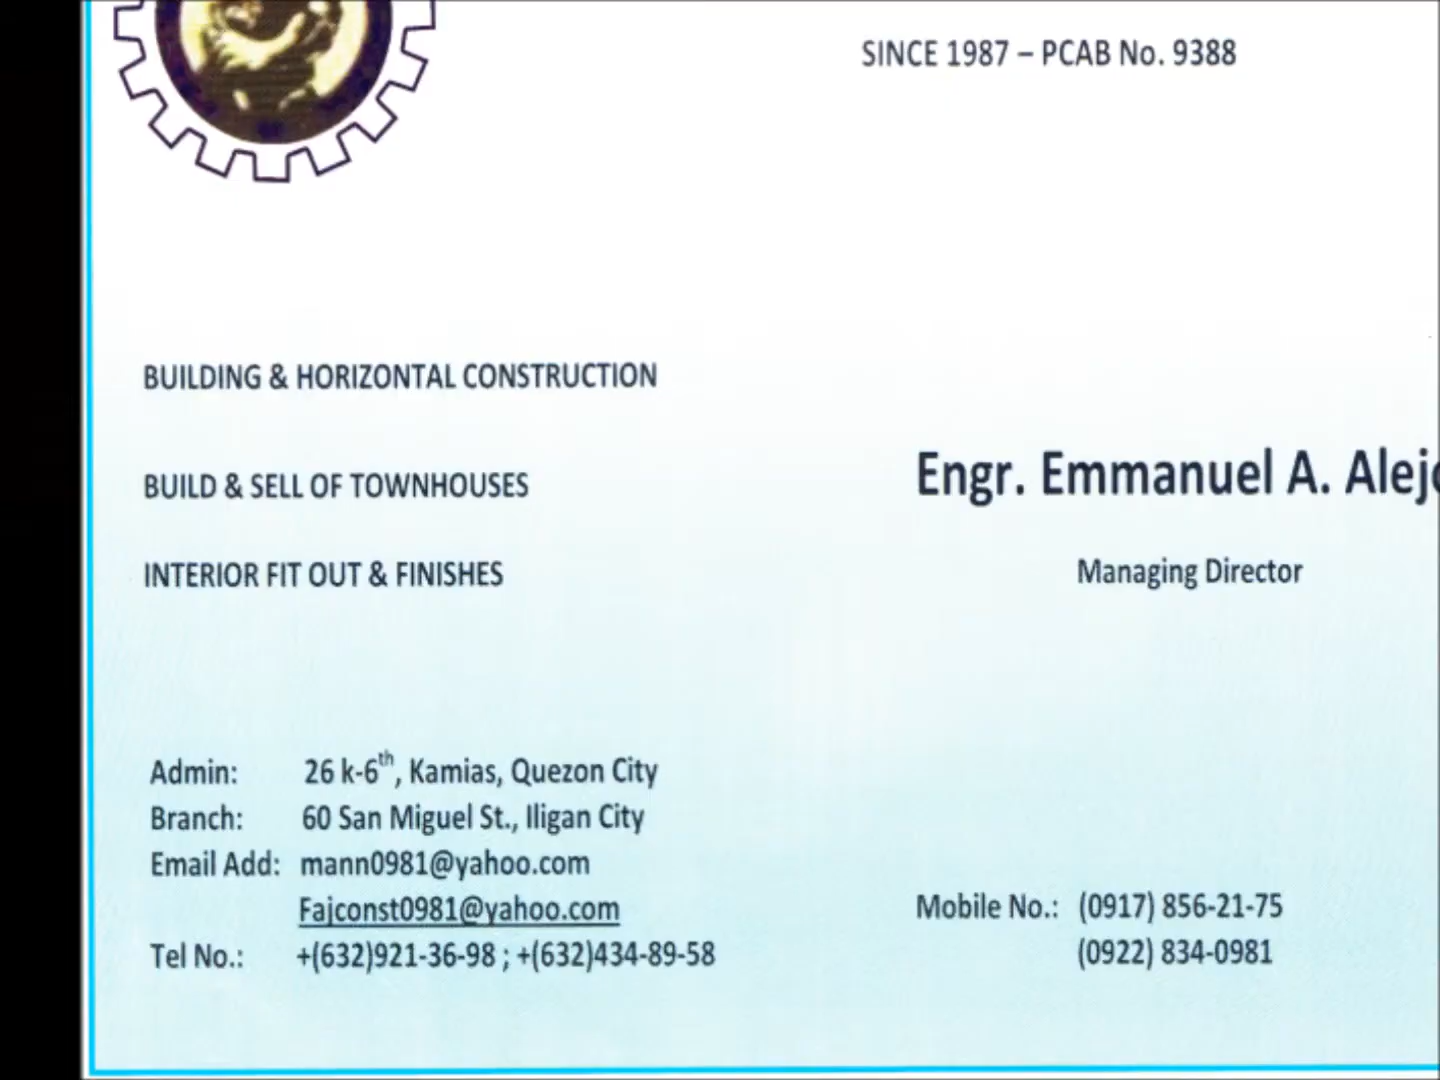 SINCE 1987 – PCAB No. 9388
BUILDING & HORIZONTAL CONSTRUCTION
BUILD & SELL OF TOWNHOUSES
INTERIOR FIT OUT & FINISHES
Engr. Emmanuel A. Alejo
Managing Director
Admin: 26 k-6th, Kamias, Quezon City
Branch: 60 San Miguel St., Iligan City
Email Add: mann0981@yahoo.com
Fajconst0981@yahoo.com
Tel No.: +(632)921-36-98 ; +(632)434-89-58
Mobile No.: (0917) 856-21-75
(0922) 834-0981